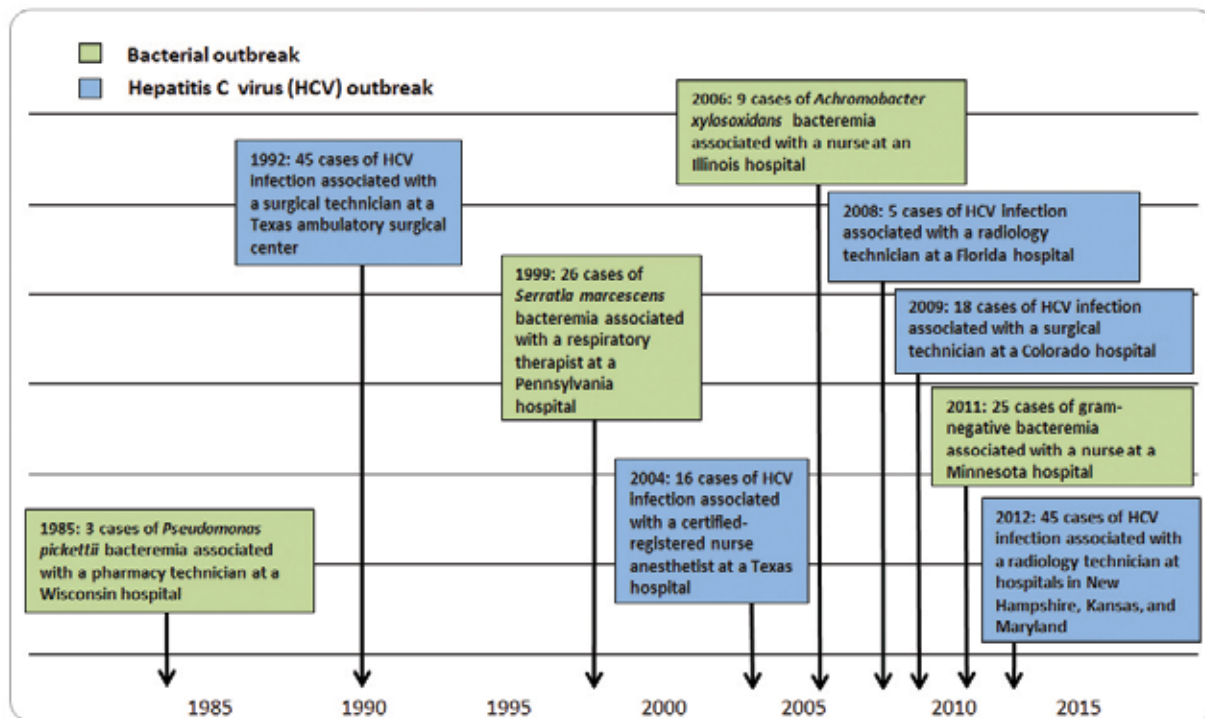 Bacterial outbreak
Hepatitis C virus (HCV) outbreak
2006: 9 cases of Achromobacter
xylosoxidans bacteremia
associated with a nurse at an
Illinois hospital
1992: 45 cases of HCV
infection associated with
a surgical technician at a
Texas ambulatory surgical
center
2008: 5 cases of HCV infection
associated with a radiology
technician at a Florida hospital
1999: 26 cases of
Serratia marcescens
bacteremia associated
with a respiratory
therapist at a
Pennsylvania
hospital
2009: 18 cases of HCV infection
associated with a surgical
technician at a Colorado hospital
2011: 25 cases of gram-
negative bacteremia
associated with a nurse at a
Minnesota hospital
2004: 16 cases of HCV
infection associated
with a certified-
registered nurse
anesthetist at a Texas
hospital
1985: 3 cases of Pseudomonas
pickettii bacteremia associated
with a pharmacy technician at a
Wisconsin hospital
2012: 45 cases of HCV
infection associated with
a radiology technician at
hospitals in New
Hampshire, Kansas, and
Maryland
1985 1990 1995 2000 2005 2010 2015